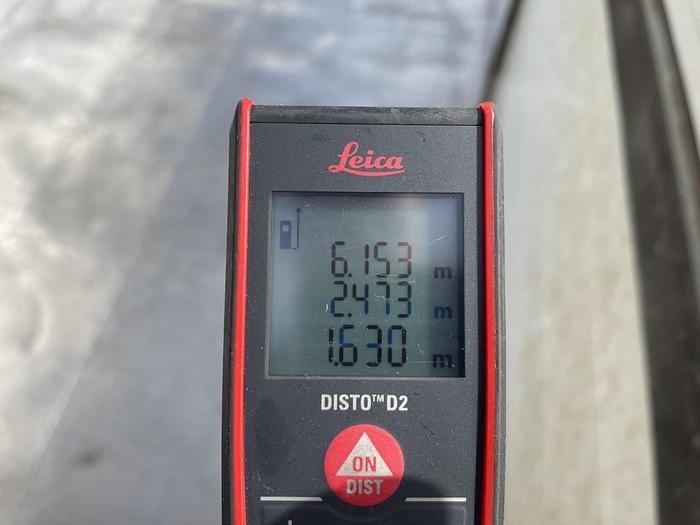 Leica
6.153 m
2.473 m
1.630 m
DISTO™ D2
ON
DIST